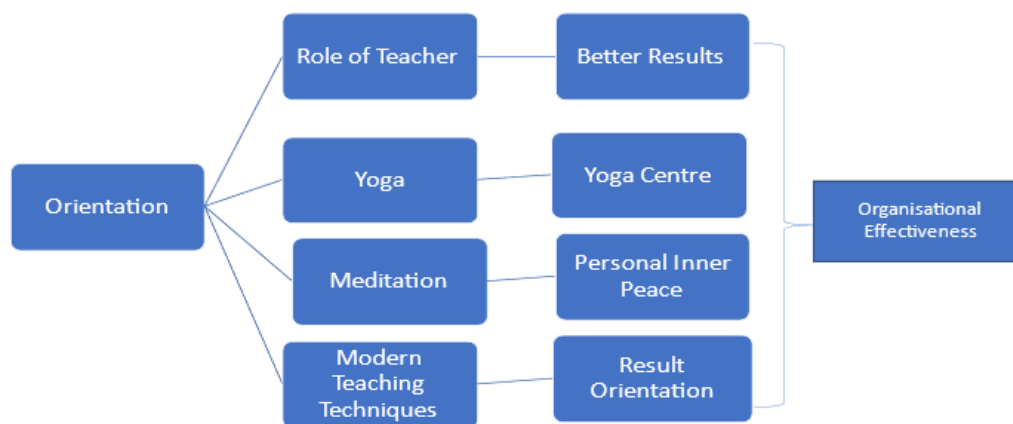 Role of Teacher
Better Results
Yoga
Yoga Centre
Orientation
Organisational
Effectiveness
Meditation
Personal Inner
Peace
Modern
Teaching
Techniques
Result
Orientation